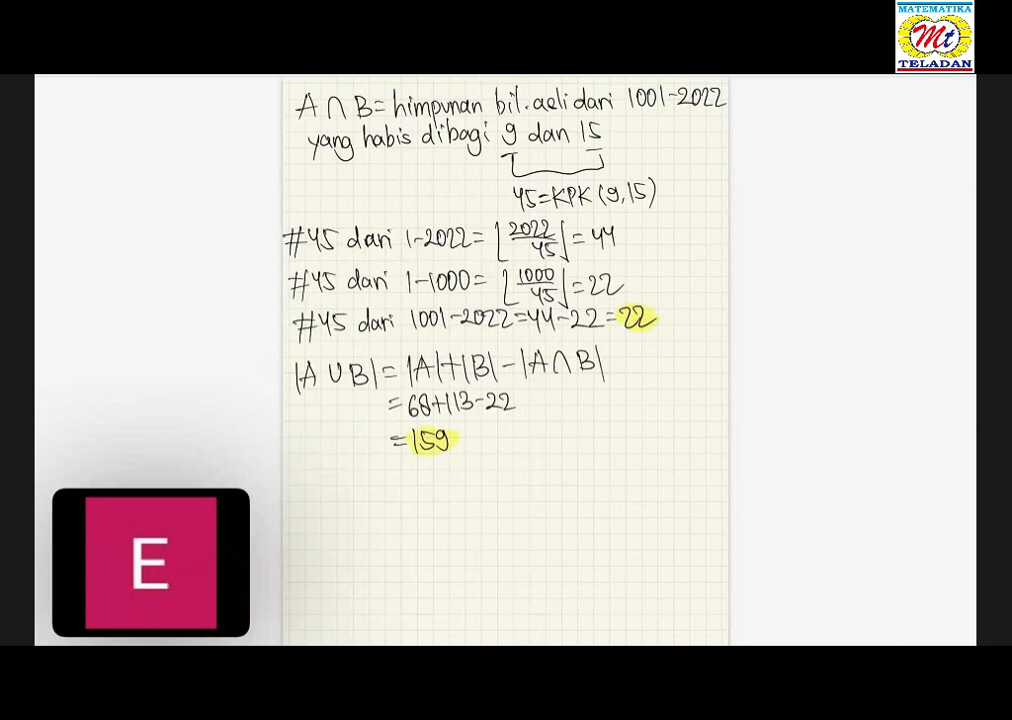 MATEMATIKA
Mt
TELADAN
A ∩ B = himpunan bil. asli dari 1001-2022
yang habis dibagi 9 dan 15
45 = KPK (9,15)
#45 dari 1-2022 = ⌊2022/45⌋ = 44
#45 dari 1-1000 = ⌊1000/45⌋ = 22
#45 dari 1001-2022 = 44-22 = 22
|A ∪ B| = |A|+|B| - |A ∩ B|
= 68+113-22
= 159
E